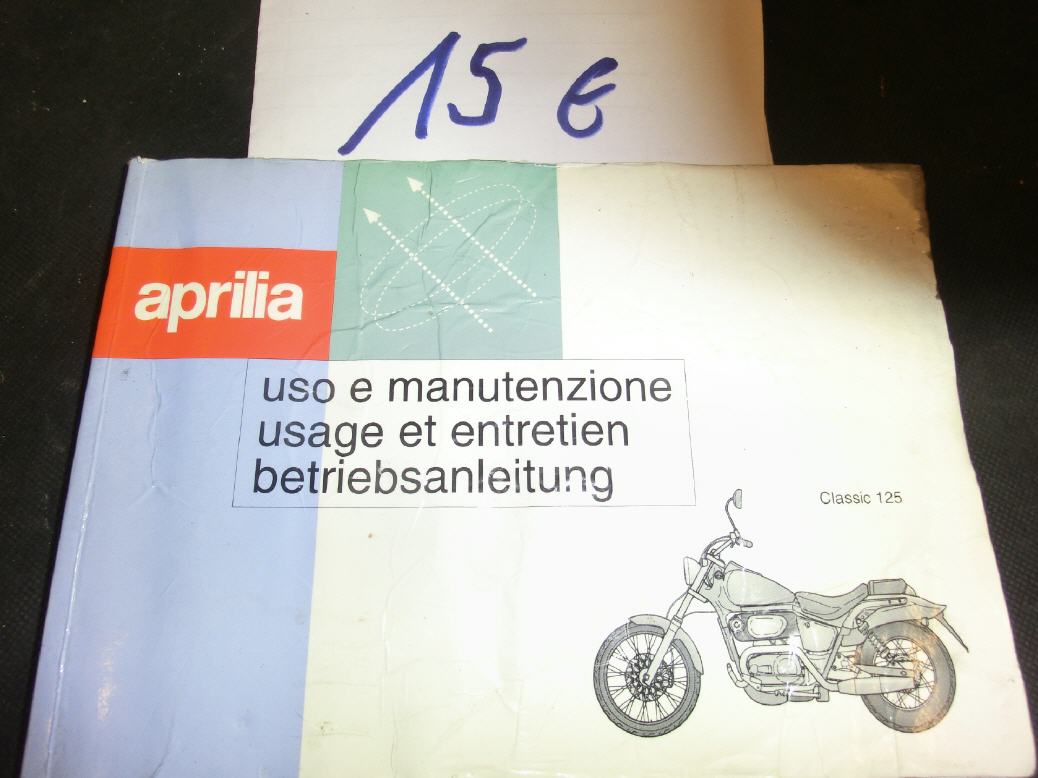 15 €
aprilia
uso e manutenzione
usage et entretien
betriebsanleitung
Classic 125